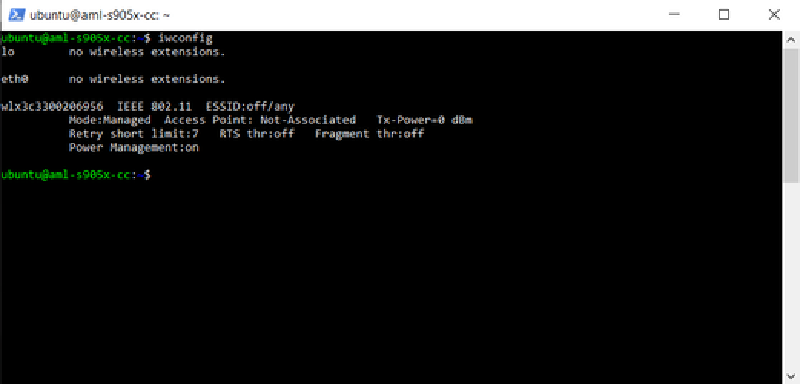 ubuntu@aml-s905x-cc: ~
ubuntu@aml-s905x-cc:~$ iwconfig
lo        no wireless extensions.
eth0      no wireless extensions.
wlx3c3300206956  IEEE 802.11  ESSID:off/any
          Mode:Managed  Access Point: Not-Associated   Tx-Power=0 dBm
          Retry short limit:7   RTS thr:off   Fragment thr:off
          Power Management:on
ubuntu@aml-s905x-cc:~$